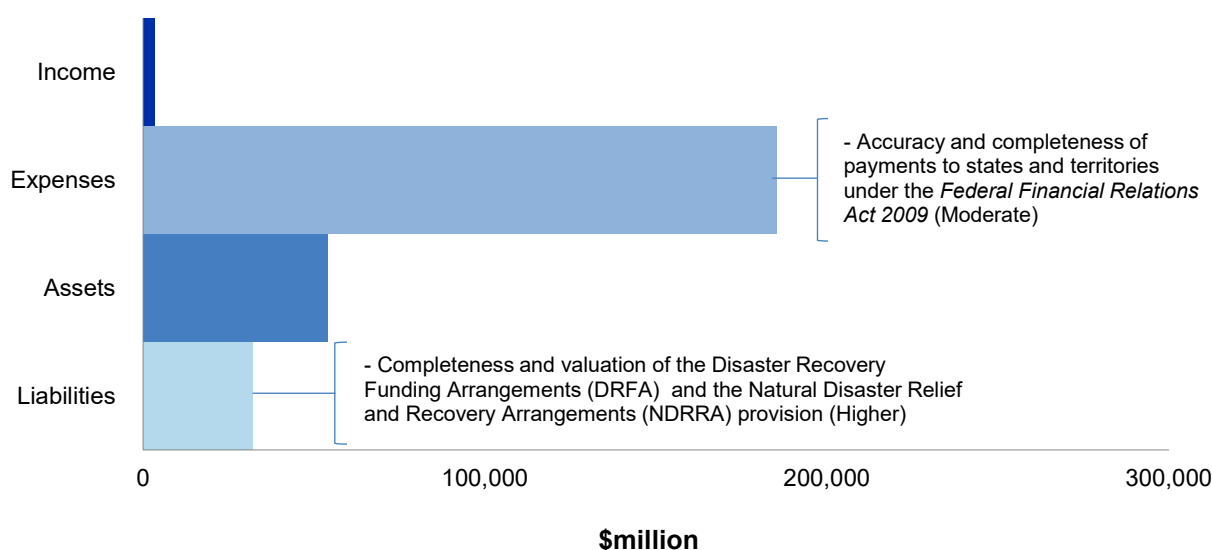 Income
Expenses
- Accuracy and completeness of
payments to states and territories
under the Federal Financial Relations
Act 2009 (Moderate)
Assets
Liabilities
- Completeness and valuation of the Disaster Recovery
Funding Arrangements (DRFA)  and the Natural Disaster Relief
and Recovery Arrangements (NDRRA) provision (Higher)
0
100,000
200,000
300,000
$million